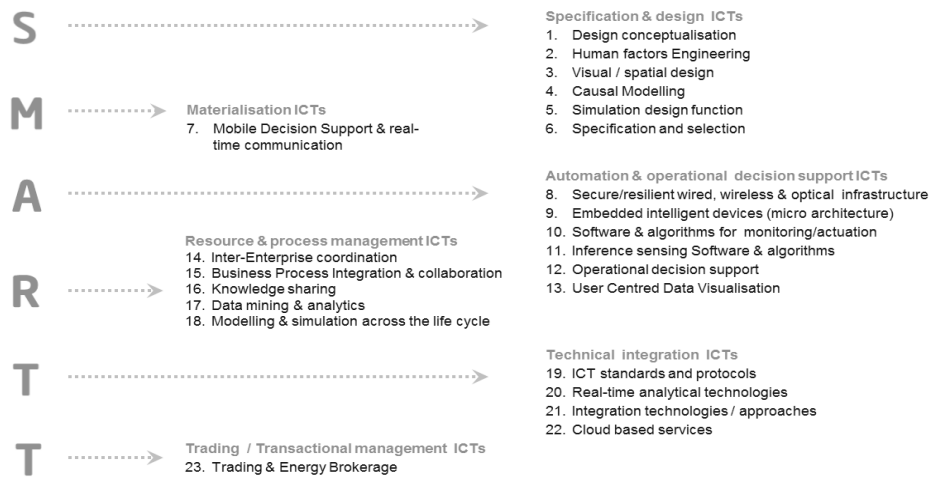 S
Specification & design ICTs
1. Design conceptualisation
2. Human factors Engineering
3. Visual / spatial design
4. Causal Modelling
5. Simulation design function
6. Specification and selection
M
Materialisation ICTs
7. Mobile Decision Support & real-
time communication
A
Automation & operational decision support ICTs
8. Secure/resilient wired, wireless & optical infrastructure
9. Embedded intelligent devices (micro architecture)
10. Software & algorithms for monitoring/actuation
11. Inference sensing Software & algorithms
12. Operational decision support
13. User Centred Data Visualisation
R
Resource & process management ICTs
14. Inter-Enterprise coordination
15. Business Process Integration & collaboration
16. Knowledge sharing
17. Data mining & analytics
18. Modelling & simulation across the life cycle
T
Technical integration ICTs
19. ICT standards and protocols
20. Real-time analytical technologies
21. Integration technologies / approaches
22. Cloud based services
T
Trading / Transactional management ICTs
23. Trading & Energy Brokerage